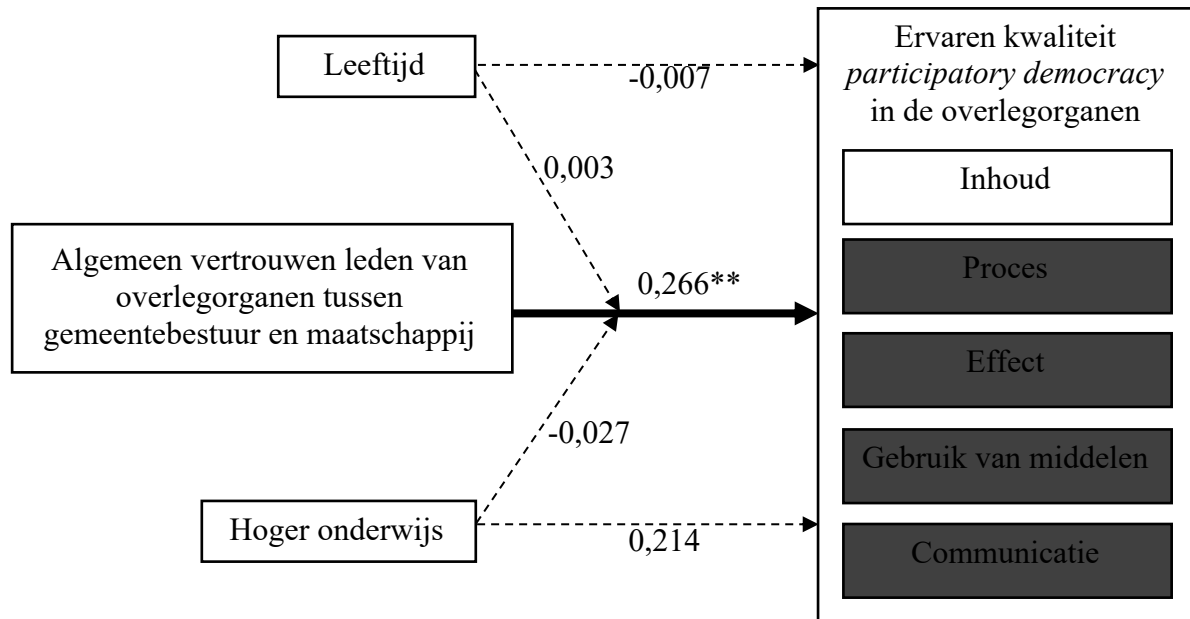 Leeftijd
-0,007
0,003
Algemeen vertrouwen leden van
overlegorganen tussen
gemeentebestuur en maatschappij
0,266**
-0,027
Hoger onderwijs
0,214
Ervaren kwaliteit
participatory democracy
in de overlegorganen
Inhoud
Proces
Effect
Gebruik van middelen
Communicatie